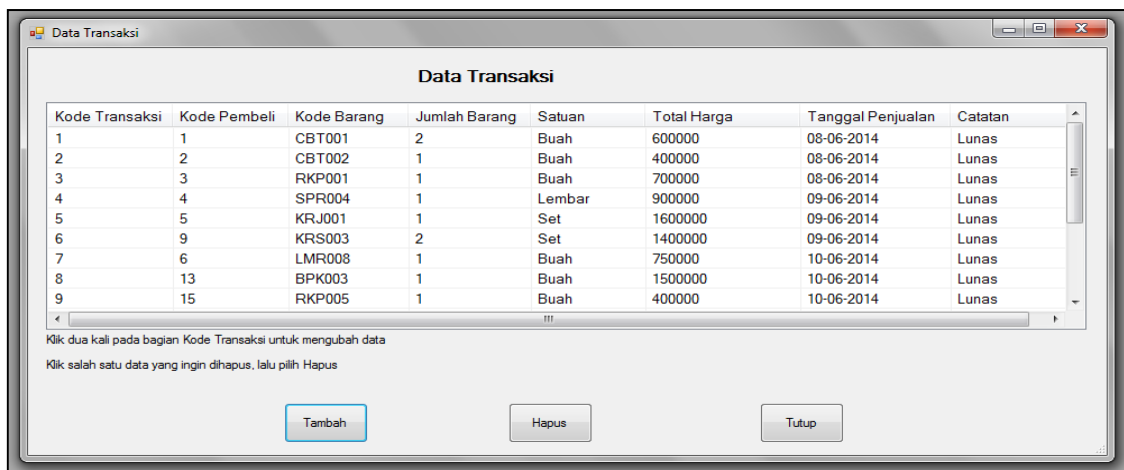 Data Transaksi
Data Transaksi
Kode Transaksi Kode Pembeli Kode Barang Jumlah Barang Satuan Total Harga Tanggal Penjualan Catatan
1 1 CBT001 2 Buah 600000 08-06-2014 Lunas
2 2 CBT002 1 Buah 400000 08-06-2014 Lunas
3 3 RKP001 1 Buah 700000 08-06-2014 Lunas
4 4 SPR004 1 Lembar 900000 09-06-2014 Lunas
5 5 KRJ001 1 Set 1600000 09-06-2014 Lunas
6 9 KRS003 2 Set 1400000 09-06-2014 Lunas
7 6 LMR008 1 Buah 750000 10-06-2014 Lunas
8 13 BPK003 1 Buah 1500000 10-06-2014 Lunas
9 15 RKP005 1 Buah 400000 10-06-2014 Lunas
Klik dua kali pada bagian Kode Transaksi untuk mengubah data
Klik salah satu data yang ingin dihapus, lalu pilih Hapus
Tambah Hapus Tutup